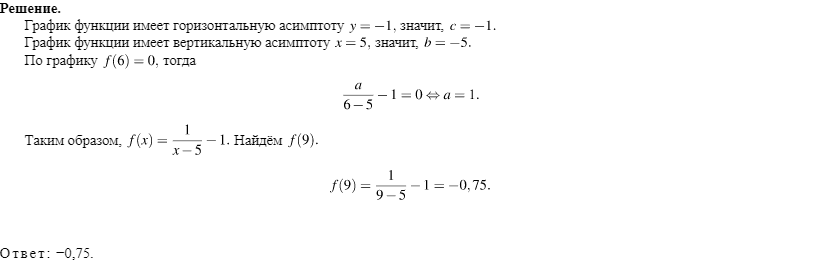 Решение.
График функции имеет горизонтальную асимптоту y = −1, значит, c = −1.
График функции имеет вертикальную асимптоту x = 5, значит, b = −5.
По графику f(6) = 0, тогда
a/(6 − 5) − 1 = 0 ⇔ a = 1.
Таким образом, f(x) = 1/(x − 5) − 1. Найдём f(9).
f(9) = 1/(9 − 5) − 1 = −0,75.
Ответ: −0,75.